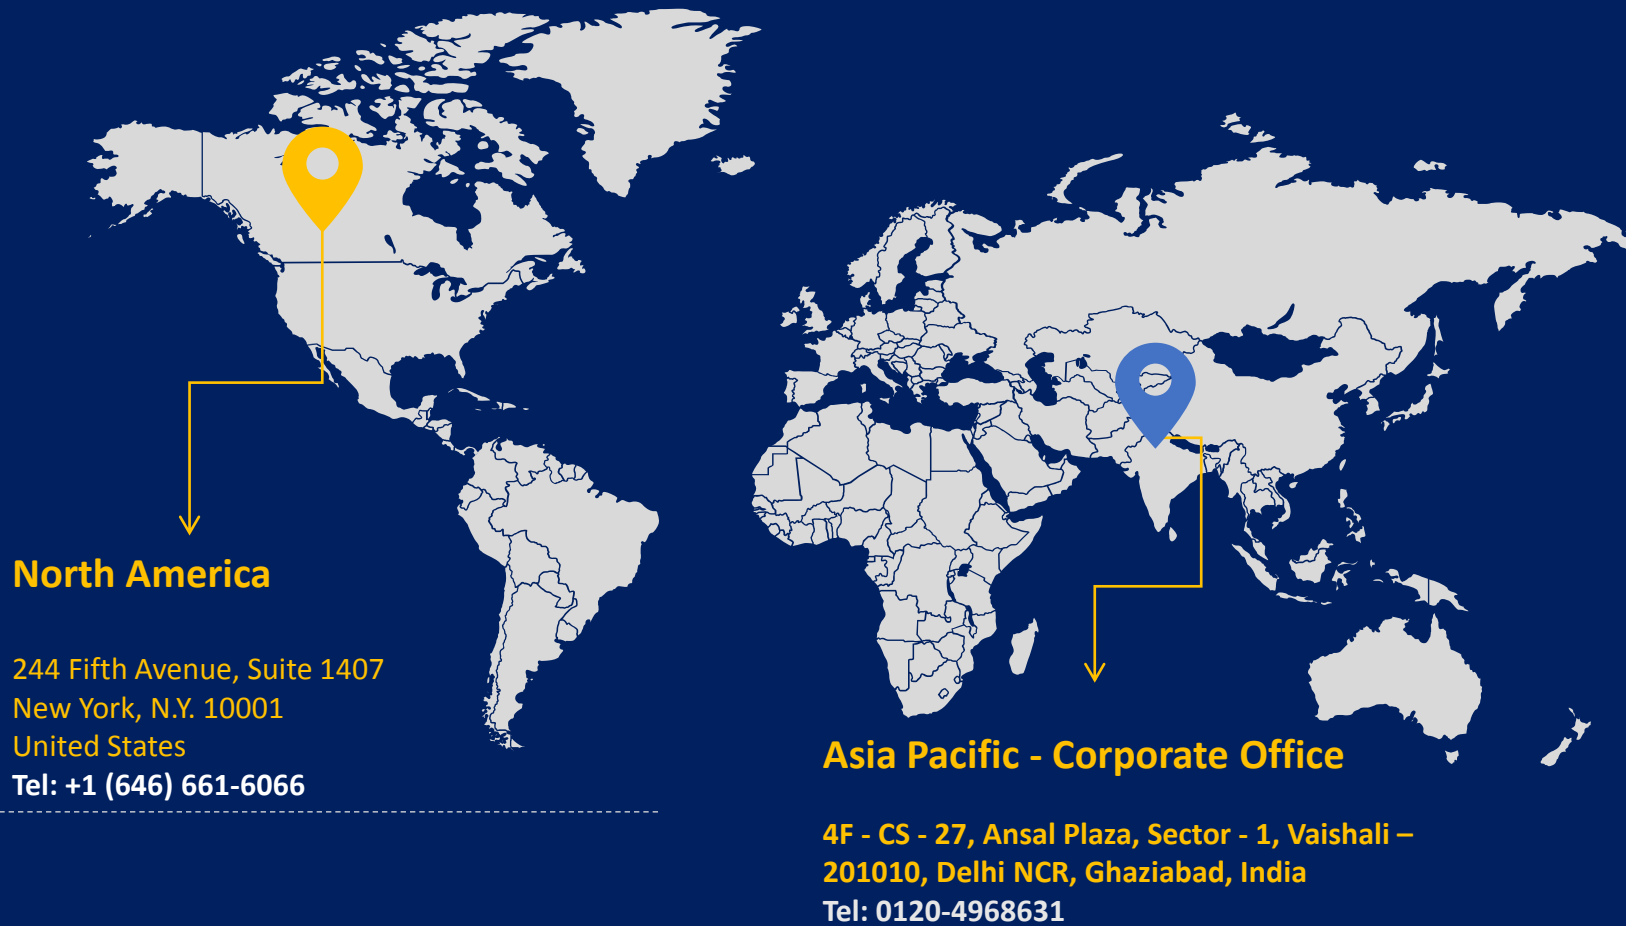 North America
244 Fifth Avenue, Suite 1407
New York, N.Y. 10001
United States
Tel: +1 (646) 661-6066
Asia Pacific - Corporate Office
4F - CS - 27, Ansal Plaza, Sector - 1, Vaishali –
201010, Delhi NCR, Ghaziabad, India
Tel: 0120-4968631